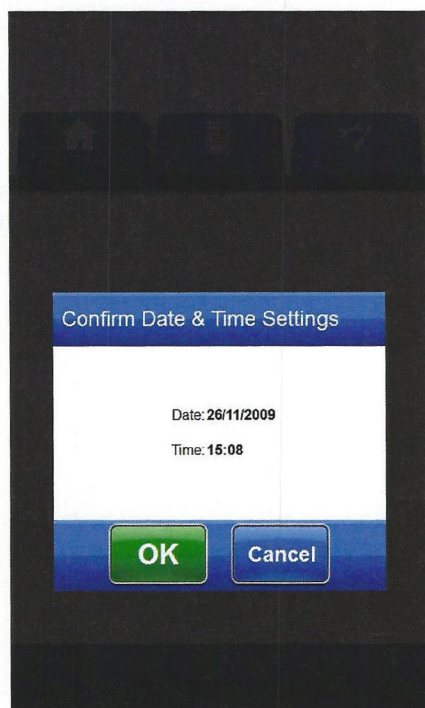 Confirm Date & Time Settings
Date: 26/11/2009
Time: 15:08
OK
Cancel